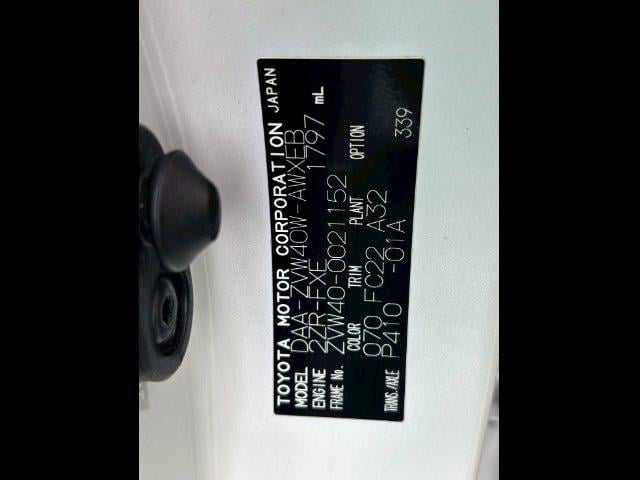 TOYOTA MOTOR CORPORATION JAPAN
MODEL DAA-ZVW40W-AWXEB
ENGINE 2ZR-FXE 1797 mL
FRAME No. ZVW40-0021152
COLOR TRIM PLANT OPTION
070 FC22 A32
TRANS./AXLE P410 -01A 339